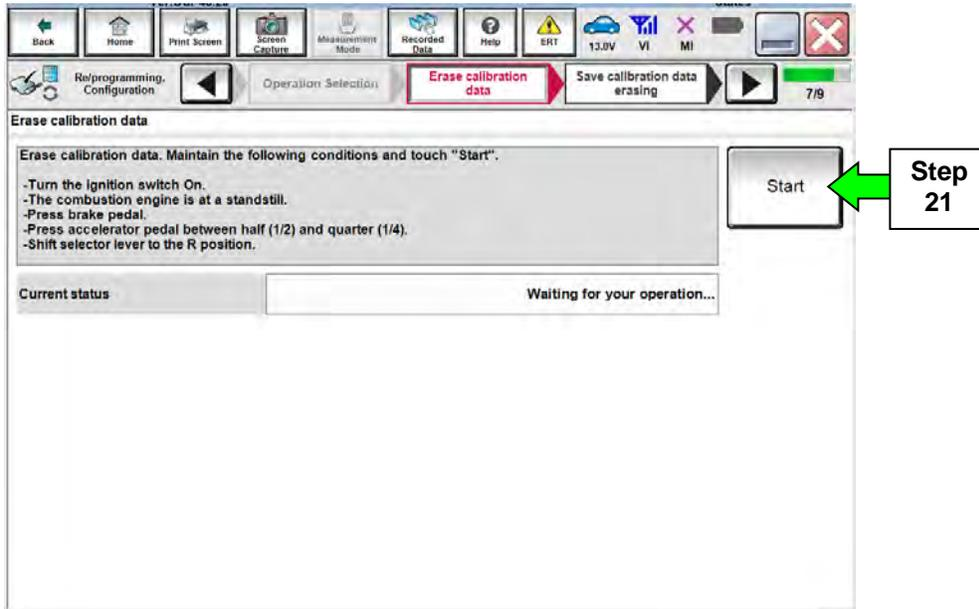 Back
Home
Print Screen
Screen
Capture
Measurement
Mode
Recorded
Data
Help
ERT
13.0V
VI
MI
Re/programming,
Configuration
Operation Selection
Erase calibration
data
Save calibration data
erasing
7/9
Erase calibration data
Erase calibration data. Maintain the following conditions and touch "Start".
-Turn the ignition switch On.
-The combustion engine is at a standstill.
-Press brake pedal.
-Press accelerator pedal between half (1/2) and quarter (1/4).
-Shift selector lever to the R position.
Start
Step
21
Current status
Waiting for your operation...